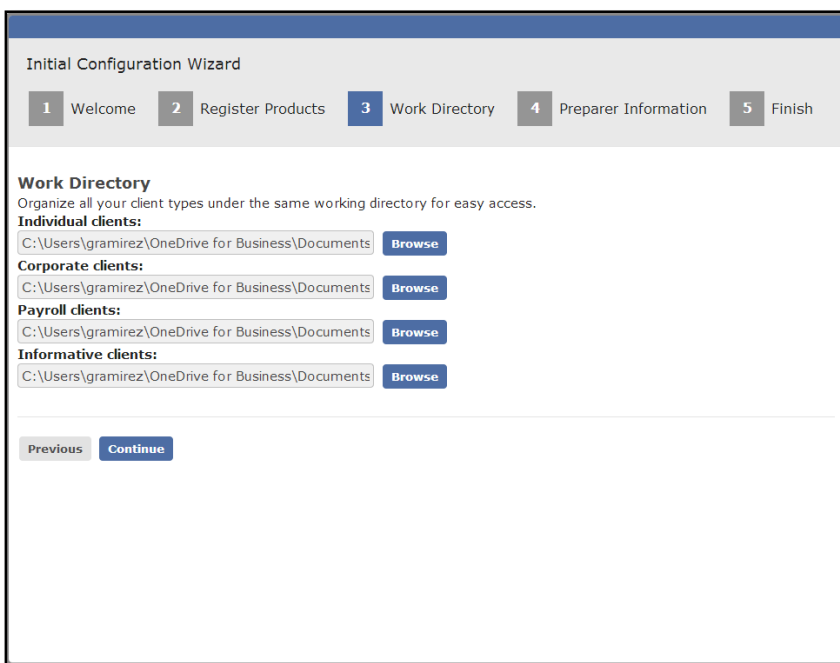 Initial Configuration Wizard
1 Welcome 2 Register Products 3 Work Directory 4 Preparer Information 5 Finish
Work Directory
Organize all your client types under the same working directory for easy access.
Individual clients:
C:\Users\gramirez\OneDrive for Business\Documents Browse
Corporate clients:
C:\Users\gramirez\OneDrive for Business\Documents Browse
Payroll clients:
C:\Users\gramirez\OneDrive for Business\Documents Browse
Informative clients:
C:\Users\gramirez\OneDrive for Business\Documents Browse
Previous Continue